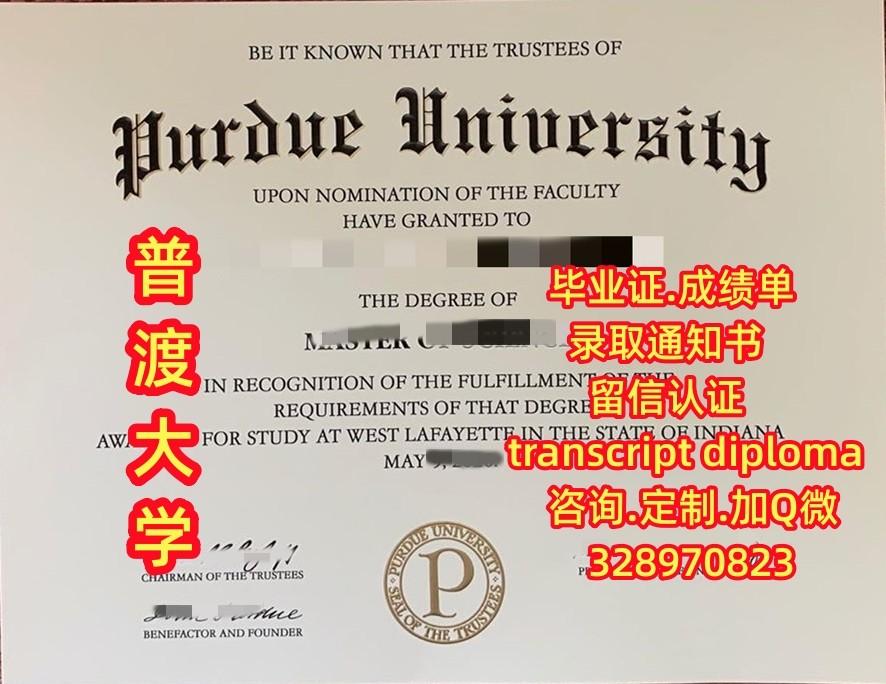 BE IT KNOWN THAT THE TRUSTEES OF
Purdue University
UPON NOMINATION OF THE FACULTY
HAVE GRANTED TO
THE DEGREE OF
MASTER
IN RECOGNITION OF THE FULFILLMENT OF THE
REQUIREMENTS OF THAT DEGREE
FOR STUDY AT WEST LAFAYETTE IN THE STATE OF INDIANA
MAY
CHAIRMAN OF THE TRUSTEES
BENEFACTOR AND FOUNDER
PURDUE UNIVERSITY
P
SEAL OF THE TRUSTEES
普渡大学
毕业证.成绩单
录取通知书
留信认证
transcript diploma
咨询.定制.加Q微
328970823